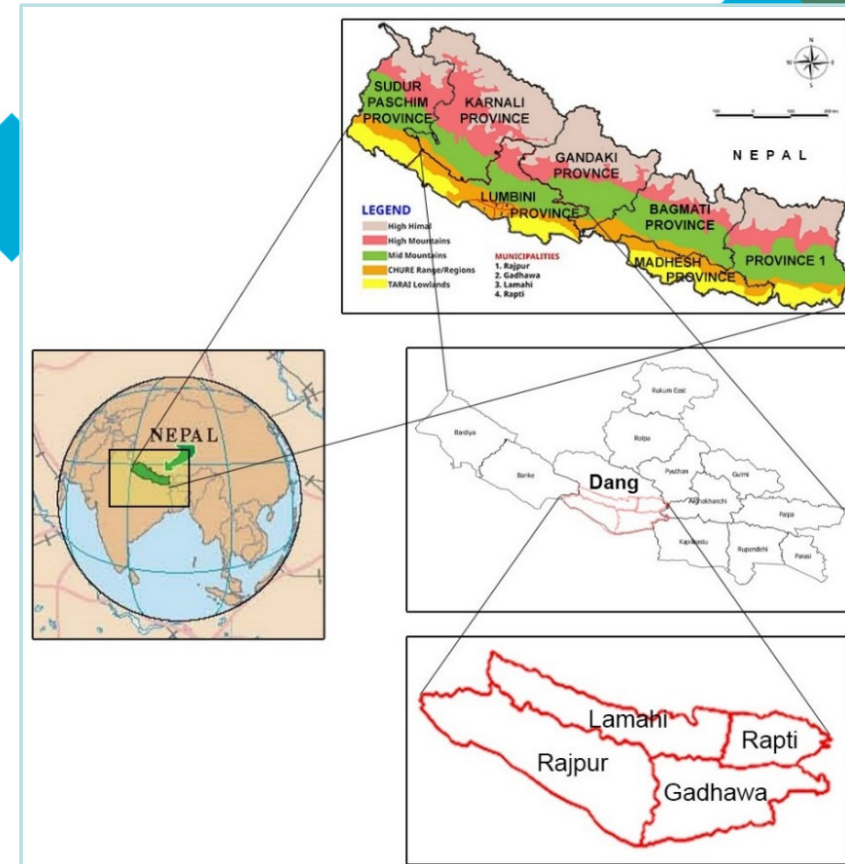 N
W
E
S
SUDUR
PASCHIM
PROVINCE
KARNALI
PROVINCE
GANDAKI
PROVNCE
NEPAL
LUMBINI
PROVINCE
BAGMATI
PROVINCE
MADHESH
PROVINCE
PROVINCE 1
LEGEND
High Himal
High Mountains
Mid Mountains
CHURE Range/Regions
TARAI Lowlands
MUNICIPALITIES
1. Rajpur
2. Gadhawa
3. Lamahi
4. Rapti
NEPAL
Rukum East
Bardiya
Rolpa
Banke
Dang
Pyuthan
Gulmi
Arghakhanchi
Palpa
Kapilvastu
Rupandehi
Parasi
Lamahi
Rapti
Rajpur
Gadhawa